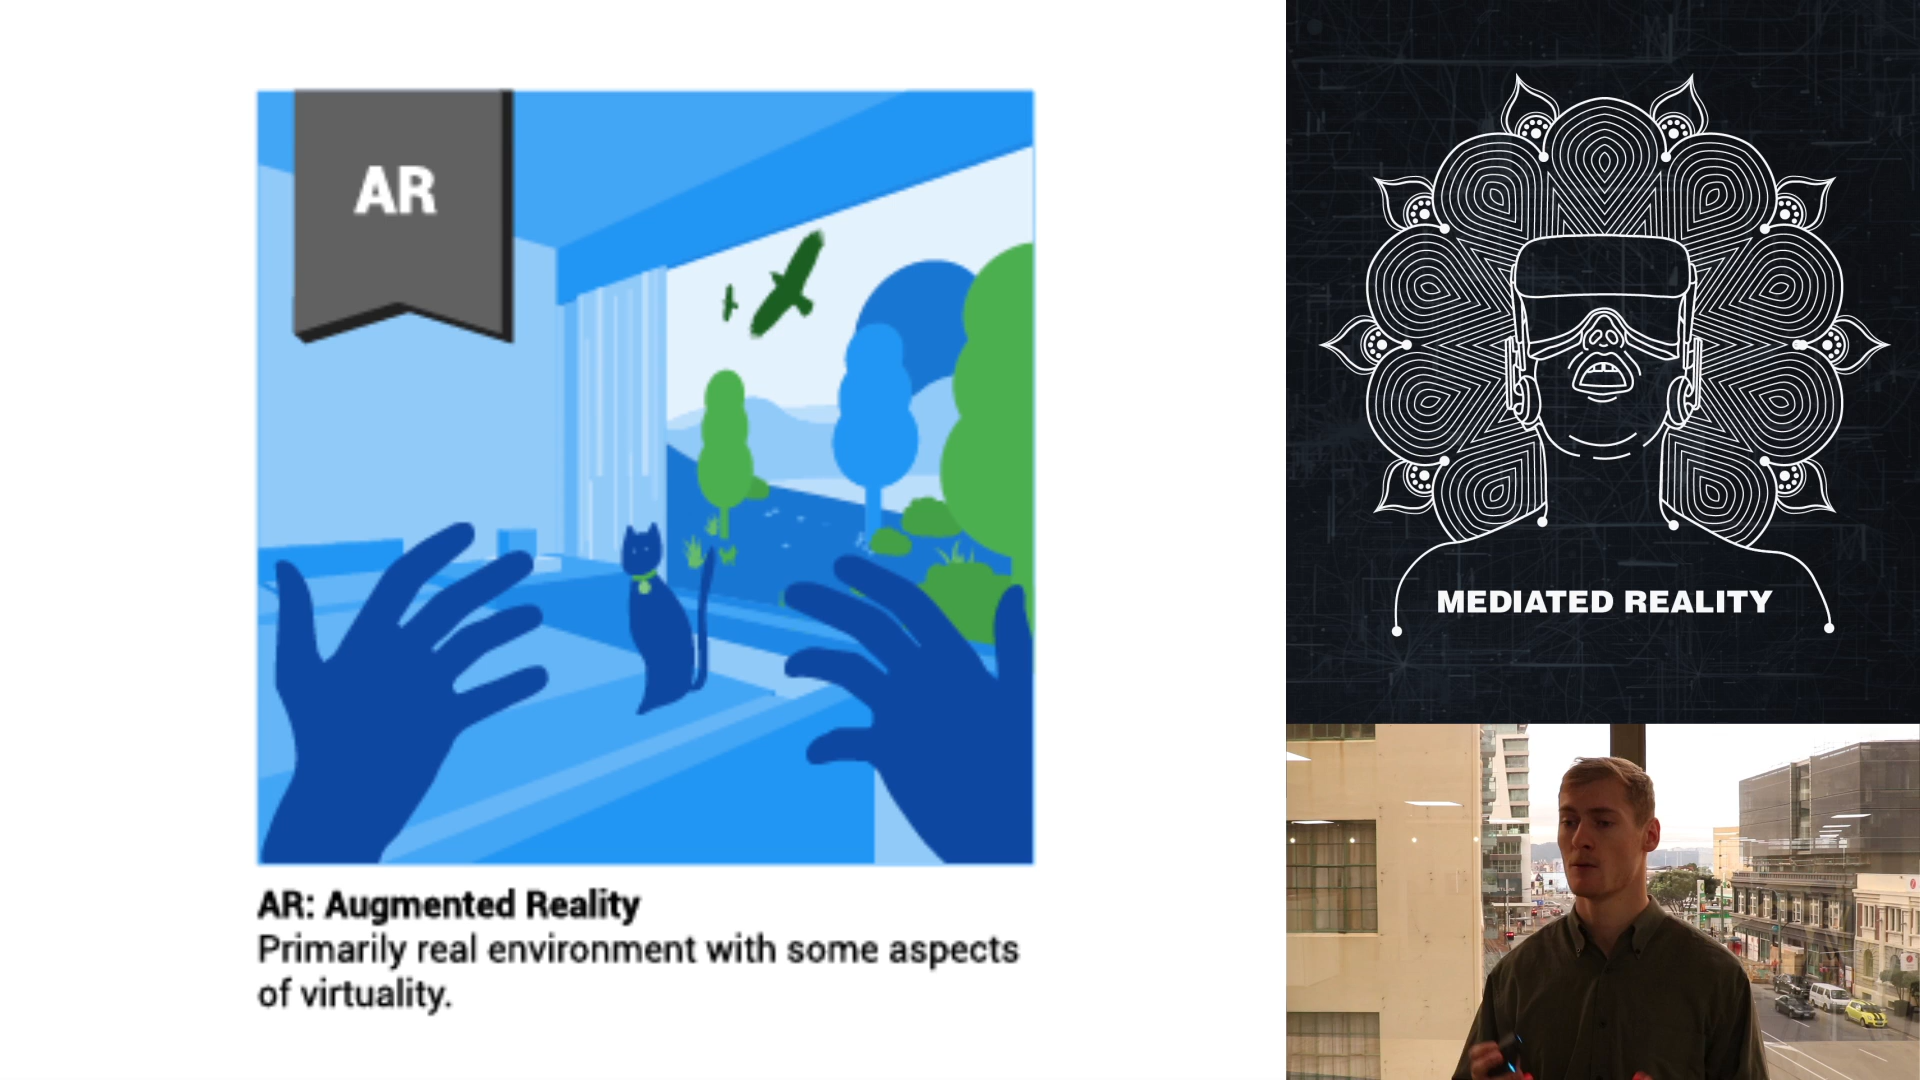 AR
AR: Augmented Reality
Primarily real environment with some aspects
of virtuality.
MEDIATED REALITY